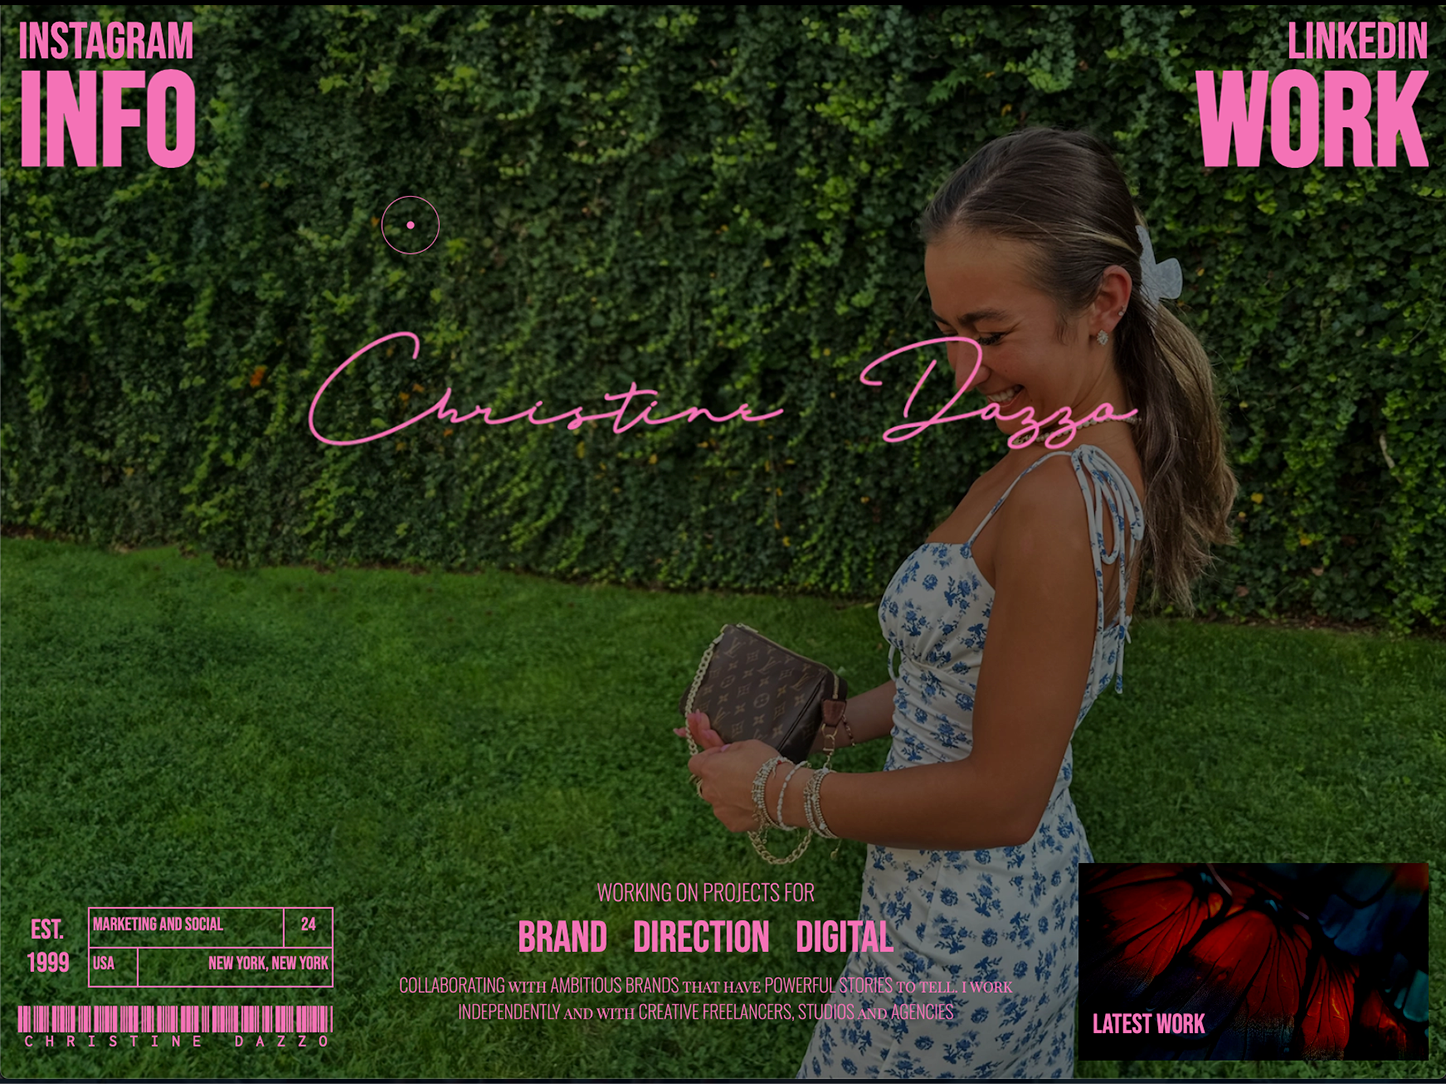 INSTAGRAM
INFO
LINKEDIN
WORK
Christine Dazzo
WORKING ON PROJECTS FOR
BRAND DIRECTION DIGITAL
COLLABORATING WITH AMBITIOUS BRANDS THAT HAVE POWERFUL STORIES TO TELL. I WORK
INDEPENDENTLY AND WITH CREATIVE FREELANCERS, STUDIOS AND AGENCIES
EST.
1999
MARKETING AND SOCIAL 24
USA NEW YORK, NEW YORK
CHRISTINE DAZZO
LATEST WORK